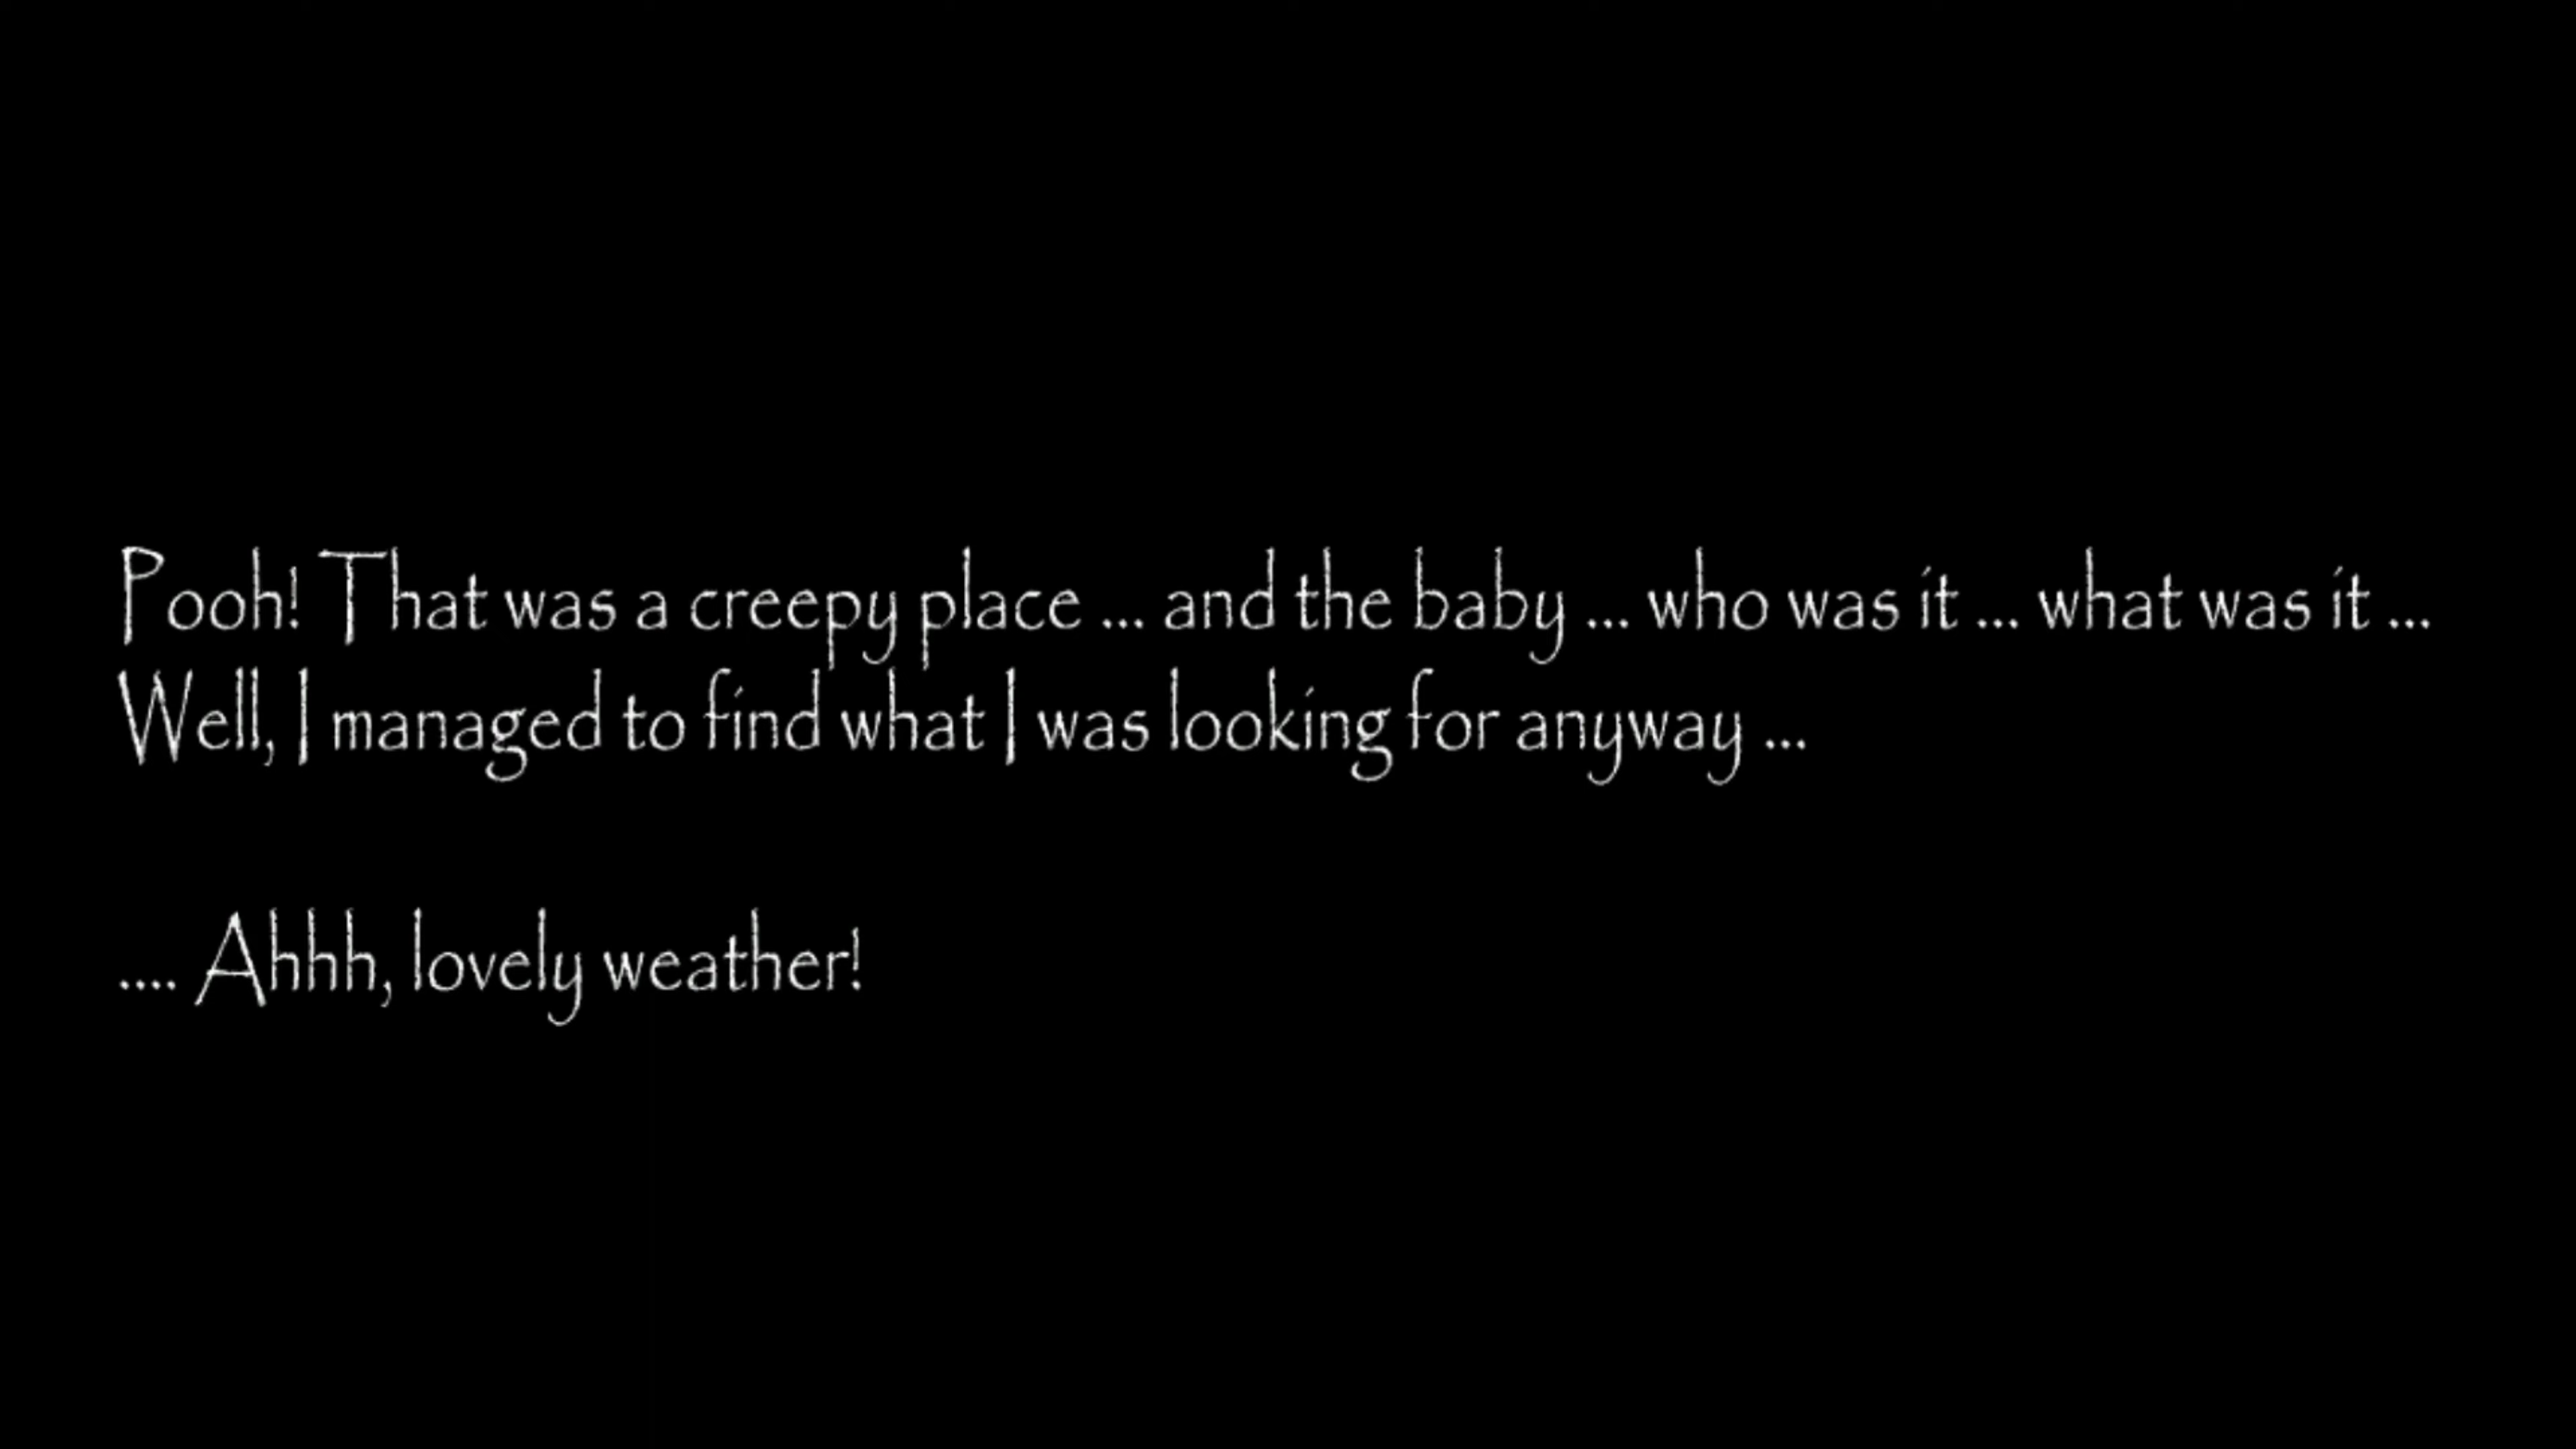 Pooh! That was a creepy place ... and the baby ... who was it ... what was it ...
Well, I managed to find what I was looking for anyway ...
.... Ahhh, lovely weather!